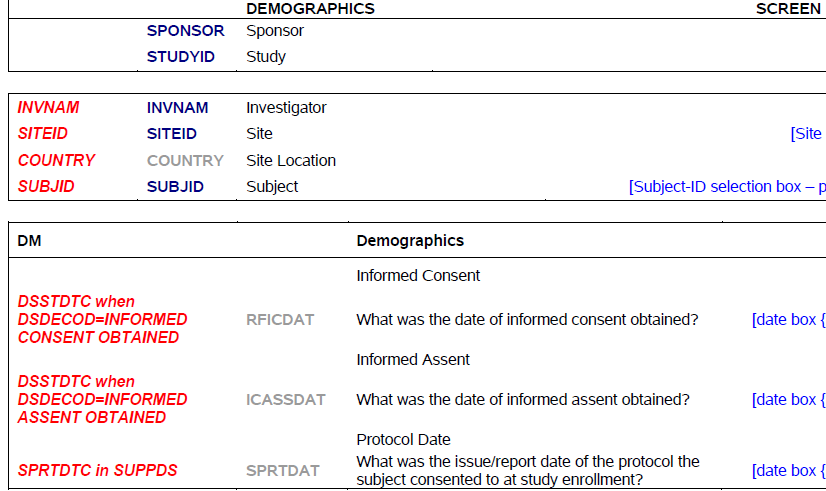 DEMOGRAPHICS SCREEN
SPONSOR Sponsor
STUDYID Study
INVNAM INVNAM Investigator
SITEID SITEID Site [Site
COUNTRY COUNTRY Site Location
SUBJID SUBJID Subject [Subject-ID selection box – p
DM Demographics
Informed Consent
DSSTDTC when
DSDECOD=INFORMED RFICDAT What was the date of informed consent obtained? [date box {
CONSENT OBTAINED
Informed Assent
DSSTDTC when
DSDECOD=INFORMED ICASSDAT What was the date of informed assent obtained? [date box {
ASSENT OBTAINED
Protocol Date
What was the issue/report date of the protocol the
SPRTDTC in SUPPDS SPRTDAT [date box {
subject consented to at study enrollment?